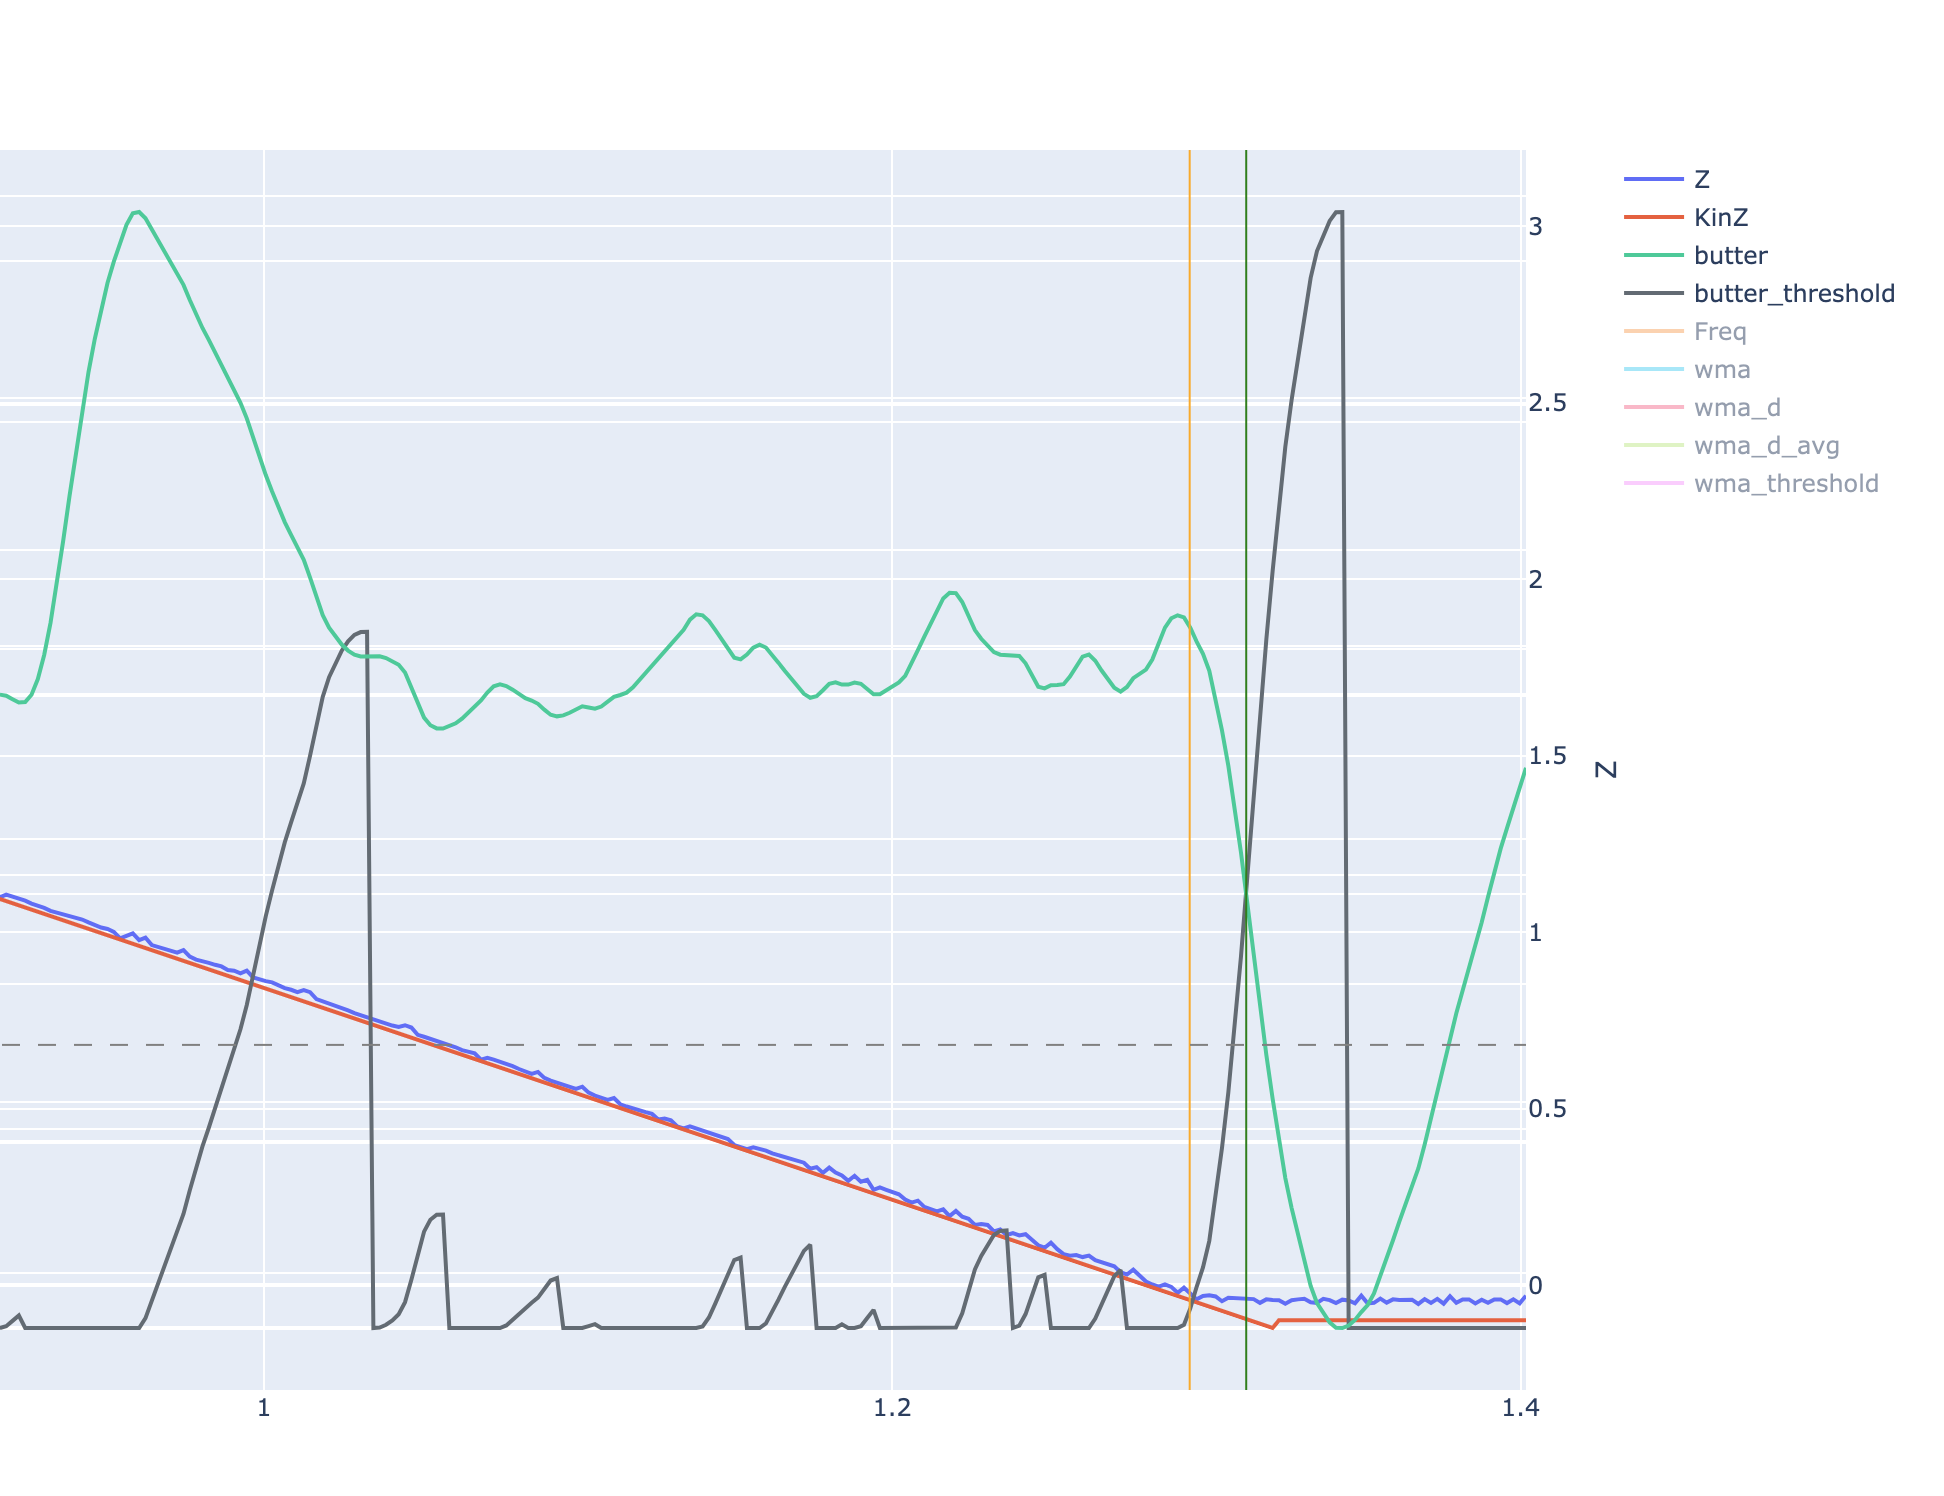 Z
KinZ
butter
butter_threshold
Freq
wma
wma_d
wma_d_avg
wma_threshold
3
2.5
2
1.5
1
0.5
0
Z
1
1.2
1.4